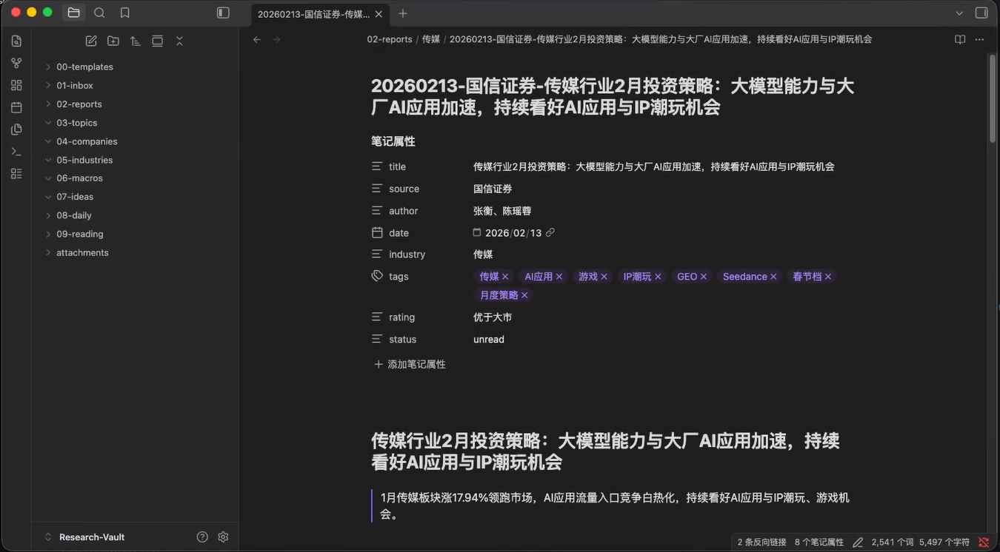 20260213-国信证券-传媒...
02-reports / 传媒 / 20260213-国信证券-传媒行业2月投资策略：大模型能力与大厂AI应用加速，持续看好AI应用与IP潮玩机会
00-templates
01-inbox
02-reports
03-topics
04-companies
05-industries
06-macros
07-ideas
08-daily
09-reading
attachments
Research-Vault
20260213-国信证券-传媒行业2月投资策略：大模型能力与大
厂AI应用加速，持续看好AI应用与IP潮玩机会
笔记属性
title 传媒行业2月投资策略：大模型能力与大厂AI应用加速，持续看好AI应用与IP潮玩机会
source 国信证券
author 张衡、陈瑶蓉
date 2026/02/13
industry 传媒
tags 传媒 AI应用 游戏 IP潮玩 GEO Seedance 春节档
月度策略
rating 优于大市
status unread
添加笔记属性
传媒行业2月投资策略：大模型能力与大厂AI应用加速，持续
看好AI应用与IP潮玩机会
1月传媒板块涨17.94%领跑市场，AI应用流量入口竞争白热化，持续看好AI应用与IP潮玩、游戏机
会。
2 条反向链接 8 个笔记属性 2,541 个词 5,497 个字符